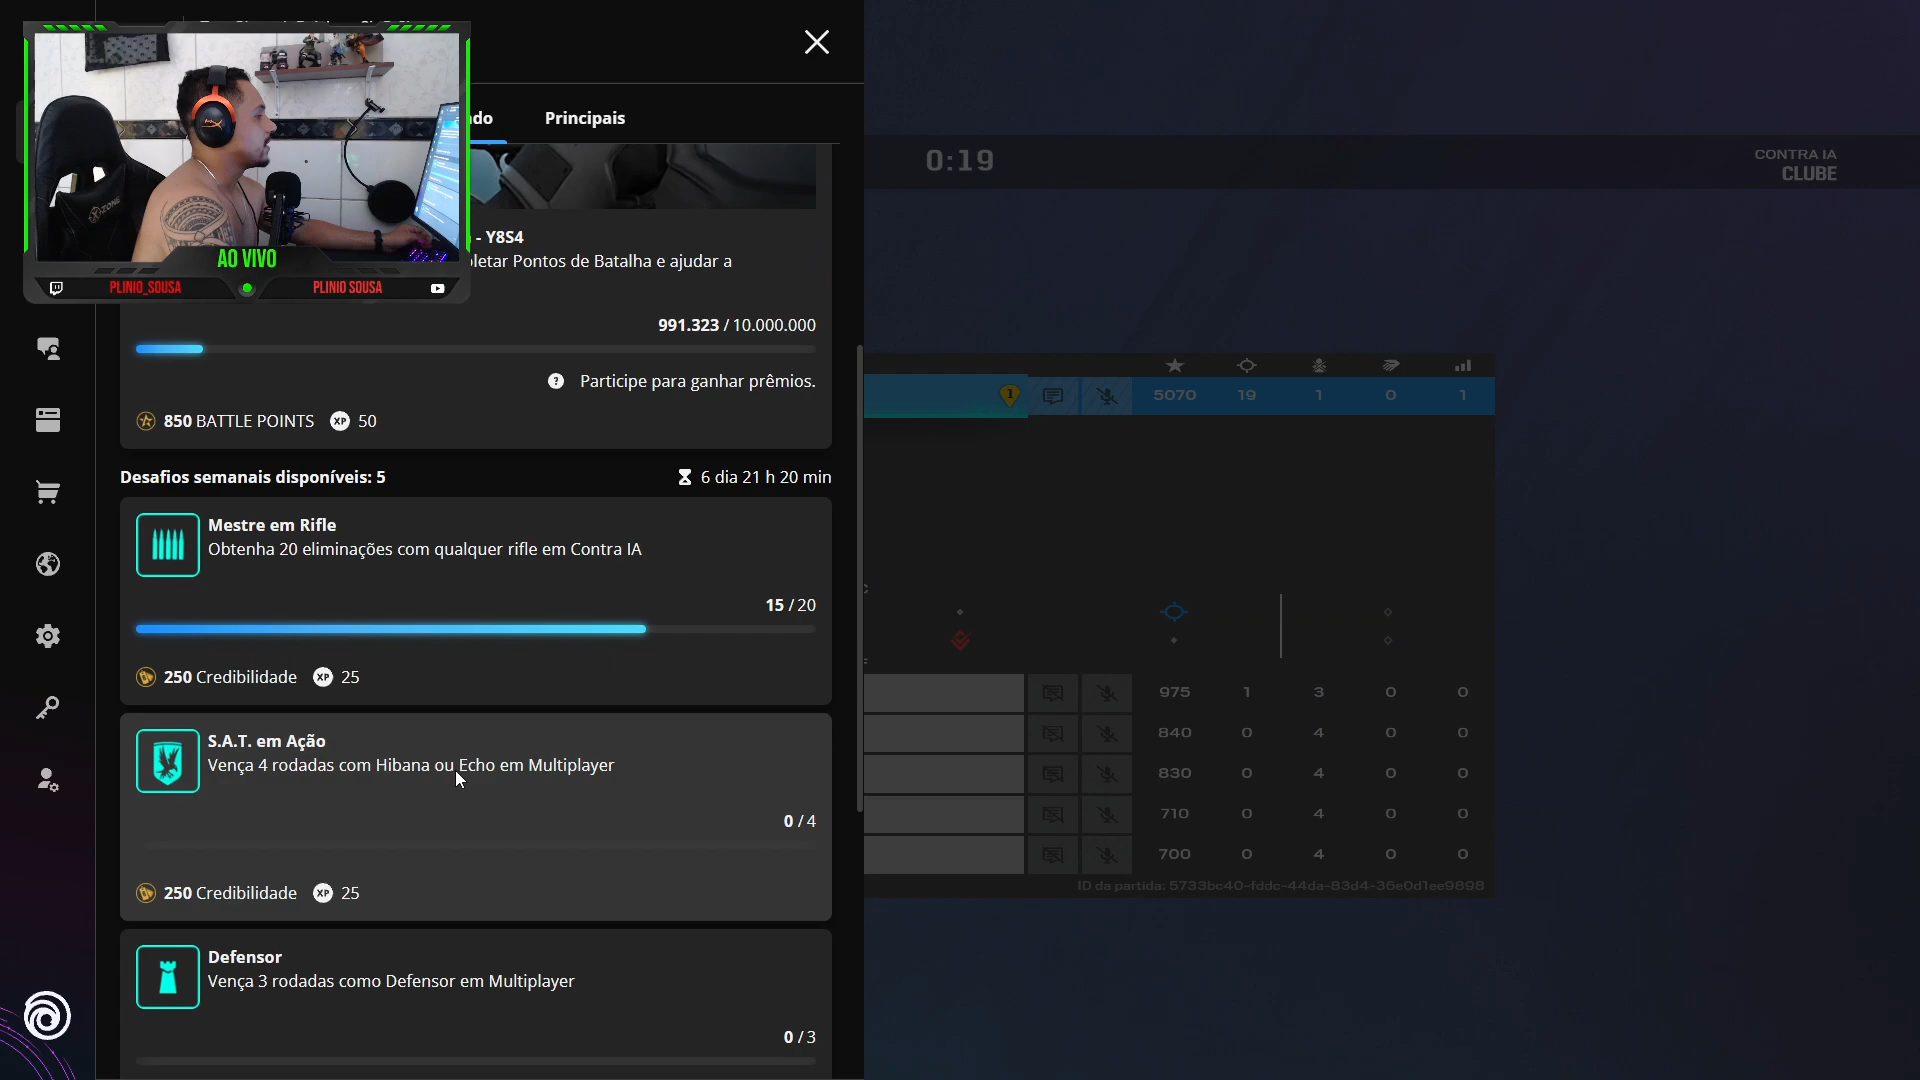 AO VIVO
PLINIO_SOUSA
PLINIO SOUSA
Principais
- Y8S4
991.323 / 10.000.000
Participe para ganhar prêmios.
850 BATTLE POINTS XP 50
Desafios semanais disponíveis: 5
6 dia 21 h 20 min
Mestre em Rifle
Obtenha 20 eliminações com qualquer rifle em Contra IA
15 / 20
250 Credibilidade XP 25
S.A.T. em Ação
Vença 4 rodadas com Hibana ou Echo em Multiplayer
0 / 4
250 Credibilidade XP 25
Defensor
Vença 3 rodadas como Defensor em Multiplayer
0 / 3
0:19
CONTRA IA
CLUBE
1 5070 19 1 0 1
975 1 3 0 0
840 0 4 0 0
830 0 4 0 0
710 0 4 0 0
700 0 4 0 0
ID da partida: 5733bc40-fddc-44da-83d4-36e0d1ee9898